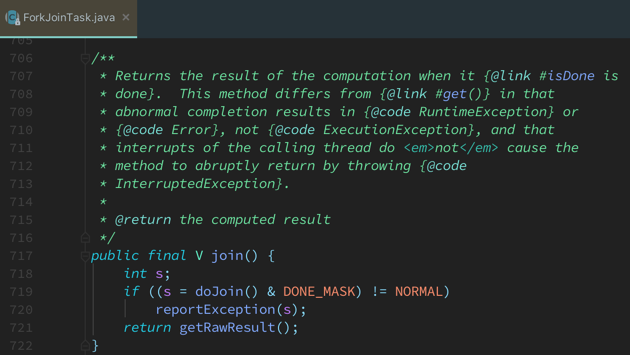 ForkJoinTask.java ×
705
706 /**
707 * Returns the result of the computation when it {@link #isDone is
708 * done}.  This method differs from {@link #get()} in that
709 * abnormal completion results in {@code RuntimeException} or
710 * {@code Error}, not {@code ExecutionException}, and that
711 * interrupts of the calling thread do <em>not</em> cause the
712 * method to abruptly return by throwing {@code
713 * InterruptedException}.
714 *
715 * @return the computed result
716 */
717 public final V join() {
718 int s;
719 if ((s = doJoin() & DONE_MASK) != NORMAL)
720 reportException(s);
721 return getRawResult();
722 }